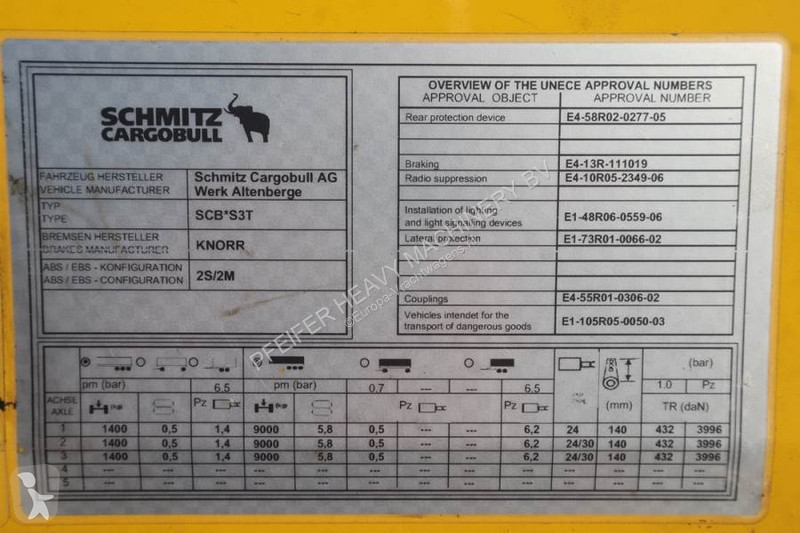 SCHMITZ
CARGOBULL
FAHRZEUG HERSTELLER
VEHICLE MANUFACTURER
Schmitz Cargobull AG
Werk Altenberge
TYP
TYPE
SCB*S3T
BREMSEN HERSTELLER
BRAKES MANUFACTURER
KNORR
ABS / EBS - KONFIGURATION
ABS / EBS - CONFIGURATION
2S/2M
OVERVIEW OF THE UNECE APPROVAL NUMBERS
APPROVAL OBJECT APPROVAL NUMBER
Rear protection device E4-58R02-0277-05
Braking E4-13R-111019
Radio suppression E4-10R05-2349-06
Installation of lighting
and light signalling devices E1-48R06-0559-06
Lateral protection E1-73R01-0066-02
Couplings E4-55R01-0306-02
Vehicles intendet for the
transport of dangerous goods E1-105R05-0050-03
(bar)
pm (bar) 6.5 pm (bar) 0.7 --- --- 6.5 1.0 Pz
ACHSE
AXLE Pz Pz (mm) TR (daN)
1 1400 0,5 1,4 9000 5,8 0,5 --- --- 6,2 24 140 432 3996
2 1400 0,5 1,4 9000 5,8 0,5 --- --- 6,2 24/30 140 432 3996
3 1400 0,5 1,4 9000 5,8 0,5 --- --- 6,2 24/30 140 432 3996
4 --- --- --- --- --- --- --- --- --- --- --- --- ---
5 --- --- --- --- --- --- --- --- --- --- --- --- ---
PFEIFER HEAVY MACHINERY BV
©Europa-Vrachtwagens.nl